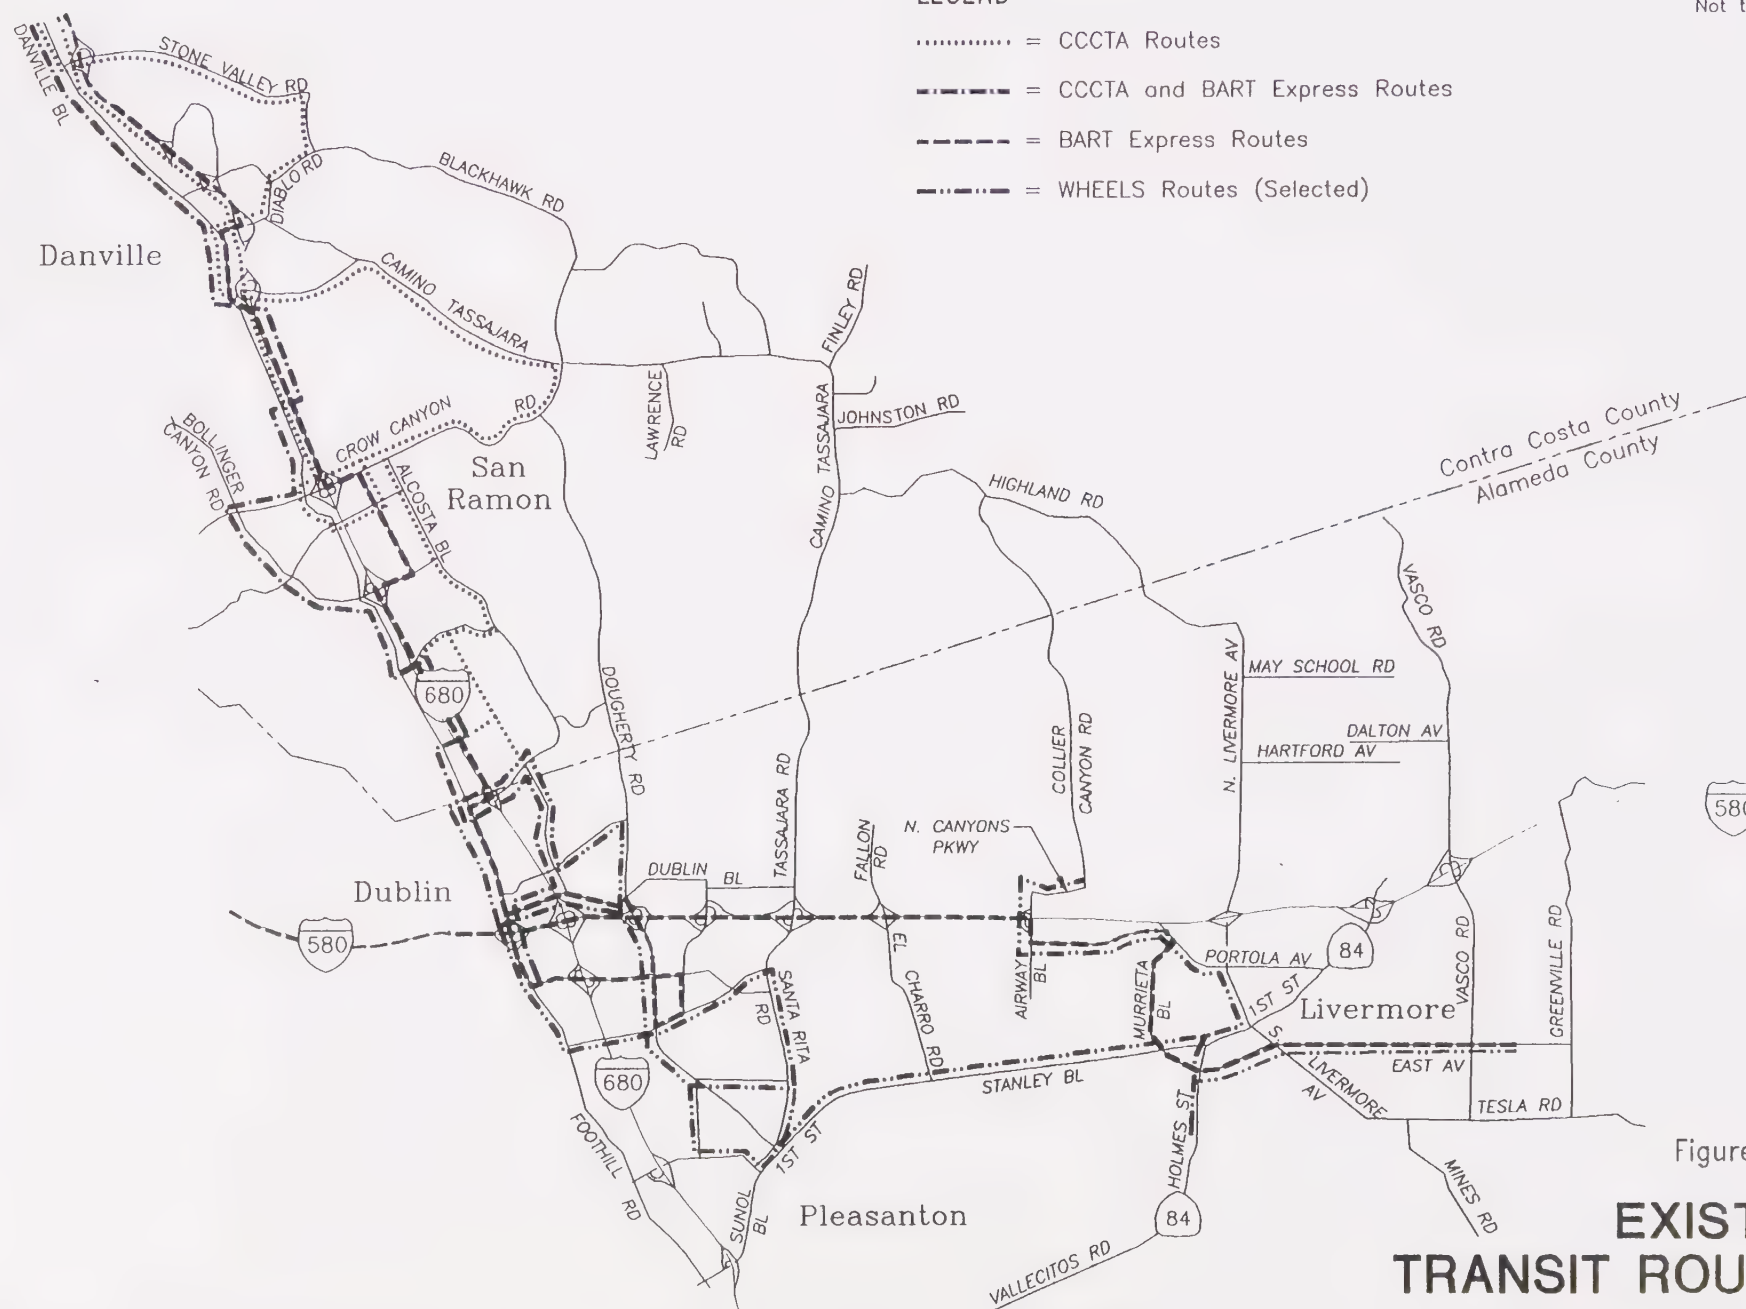 LEGEND
Not t
= CCCTA Routes
= CCCTA and BART Express Routes
= BART Express Routes
= WHEELS Routes (Selected)
DANVILLE BL
STONE VALLEY RD
DIABLO RD
BLACKHAWK RD
Danville
CAMINO TASSAJARA
FINLEY RD
LAWRENCE
RD
JOHNSTON RD
BOLLINGER
CANYON RD
CROW CANYON RD
San
Ramon
ALCOSTA BL
CAMINO TASSAJARA
HIGHLAND RD
Contra Costa County
Alameda County
VASCO RD
680
DOUGHERTY RD
N. LIVERMORE AV
MAY SCHOOL RD
DALTON AV
HARTFORD AV
COLLIER
CANYON RD
TASSAJARA RD
580
FALLON
RD
N. CANYONS
PKWY
DUBLIN BL
Dublin
580
EL CHARRO RD
AIRWAY
BL
MURRIETA
BL
PORTOLA AV
84
1ST ST
Livermore
VASCO RD
GREENVILLE RD
SANTA RITA
RD
680
STANLEY BL
S. LIVERMORE
AV
EAST AV
TESLA RD
FOOTHILL RD
1ST ST
SUNOL
BL
HOLMES ST
84
MINES RD
Pleasanton
VALLECITOS RD
Figure
EXIST
TRANSIT ROU